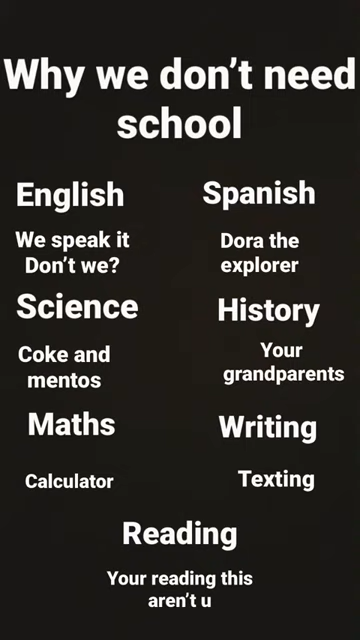 Why we don't need
school
English
We speak it
Don't we?
Spanish
Dora the
explorer
Science
Coke and
mentos
History
Your
grandparents
Maths
Calculator
Writing
Texting
Reading
Your reading this
aren't u